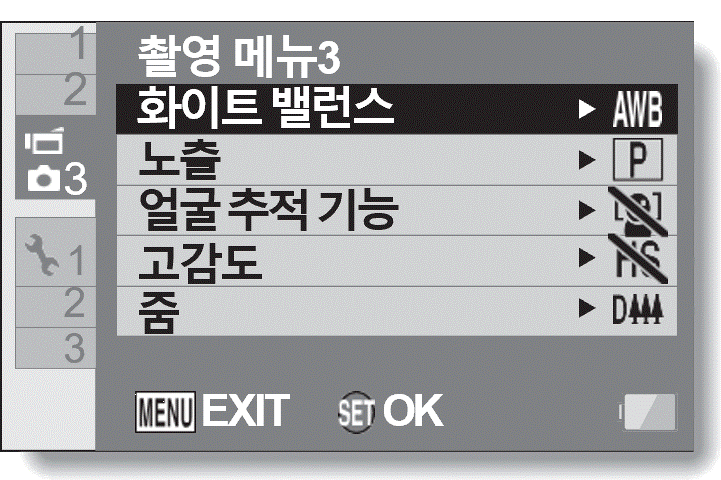 1
2
3
1
2
3
촬영 메뉴3
화이트 밸런스 AWB
노출 P
얼굴 추적 기능
고감도 HS
줌 D
MENU EXIT SET OK